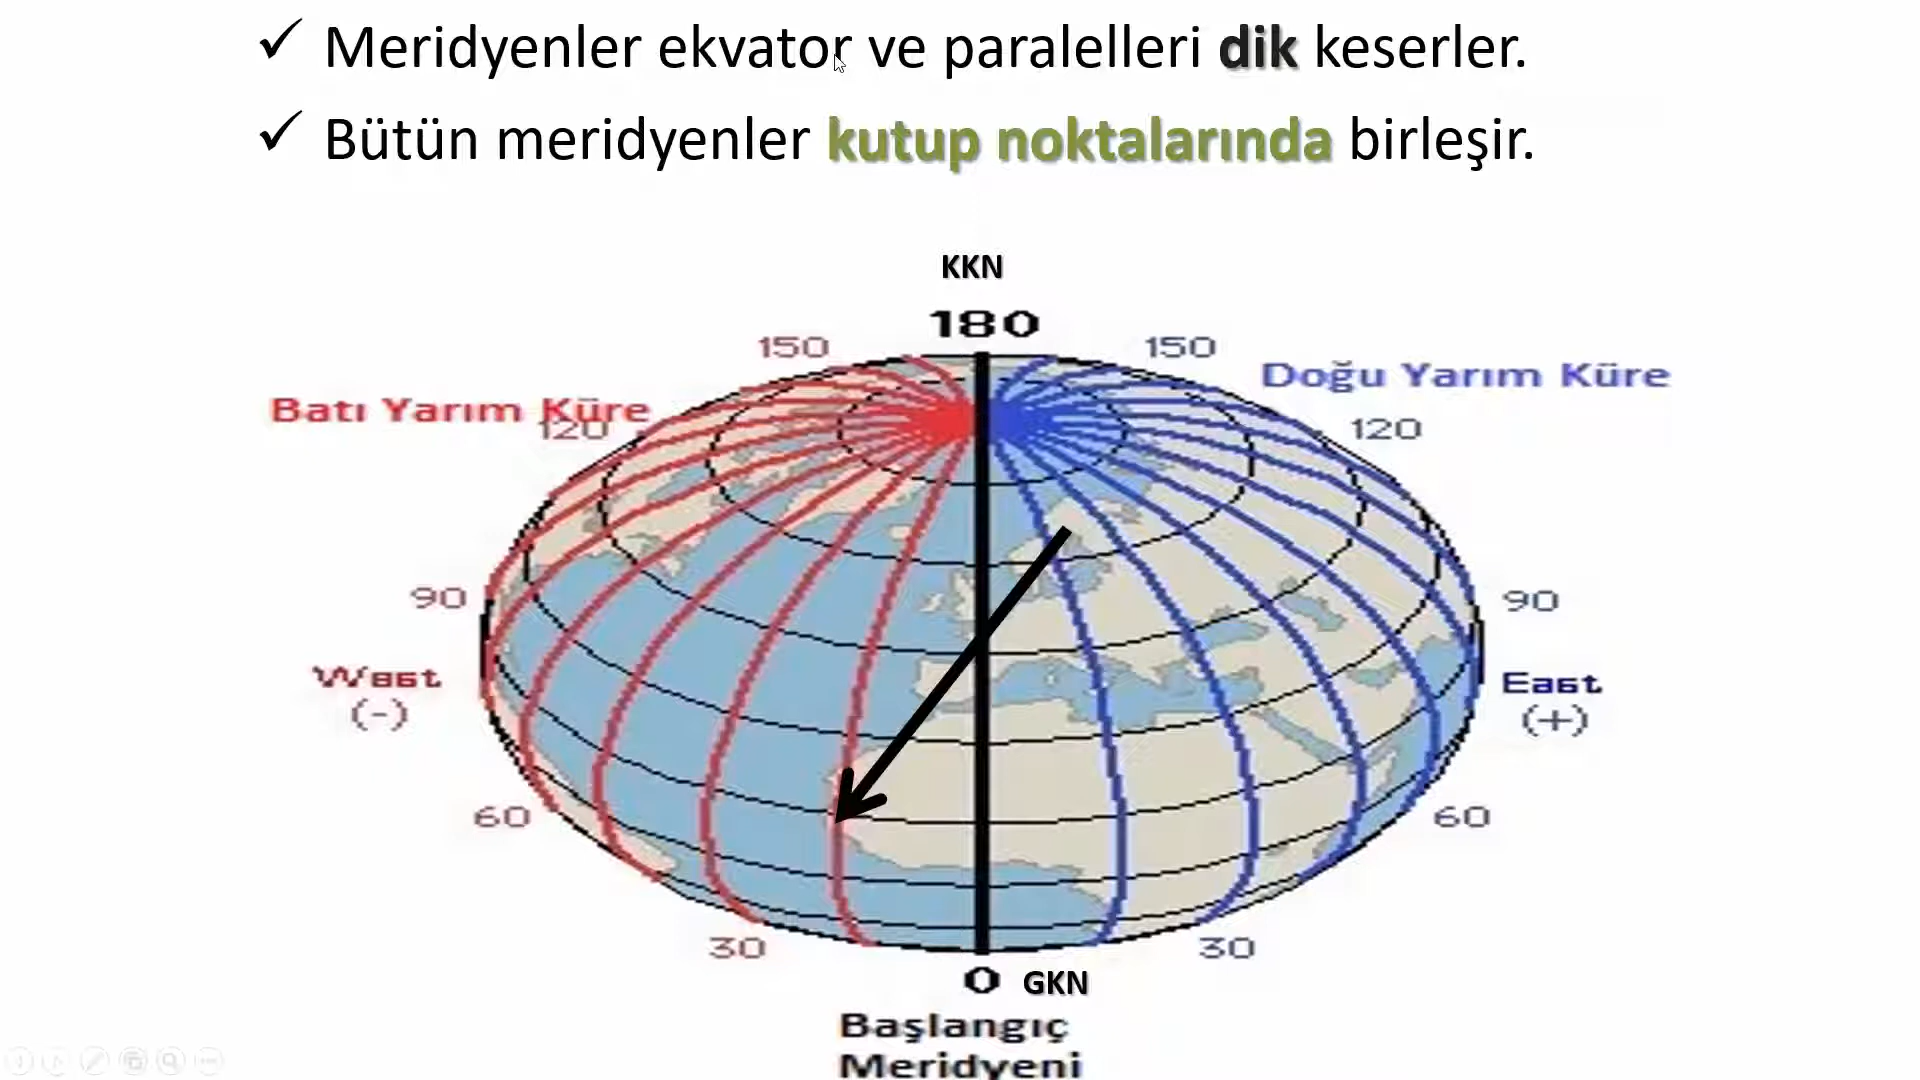 ✓ Meridyenler ekvator ve paralelleri dik keserler.
✓ Bütün meridyenler kutup noktalarında birleşir.
KKN
180
150
150
Doğu Yarım Küre
Batı Yarım Küre
120
120
90
90
West
(-)
East
(+)
60
60
30
30
0 GKN
Başlangıç
Meridyeni